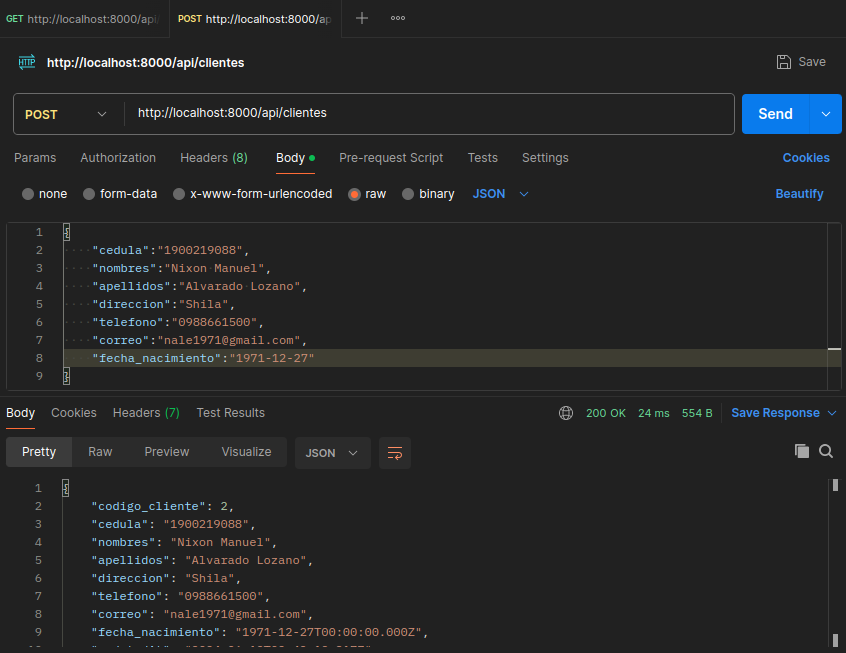 GET http://localhost:8000/api/
POST http://localhost:8000/ap
HTTP http://localhost:8000/api/clientes
Save
POST http://localhost:8000/api/clientes
Send
Params Authorization Headers (8) Body Pre-request Script Tests Settings Cookies
none form-data x-www-form-urlencoded raw binary JSON Beautify
1 {
2 "cedula":"1900219088",
3 "nombres":"Nixon Manuel",
4 "apellidos":"Alvarado Lozano",
5 "direccion":"Shila",
6 "telefono":"0988661500",
7 "correo":"nale1971@gmail.com",
8 "fecha_nacimiento":"1971-12-27"
9 }
Body Cookies Headers (7) Test Results 200 OK 24 ms 554 B Save Response
Pretty Raw Preview Visualize JSON
1 {
2 "codigo_cliente": 2,
3 "cedula": "1900219088",
4 "nombres": "Nixon Manuel",
5 "apellidos": "Alvarado Lozano",
6 "direccion": "Shila",
7 "telefono": "0988661500",
8 "correo": "nale1971@gmail.com",
9 "fecha_nacimiento": "1971-12-27T00:00:00.000Z",